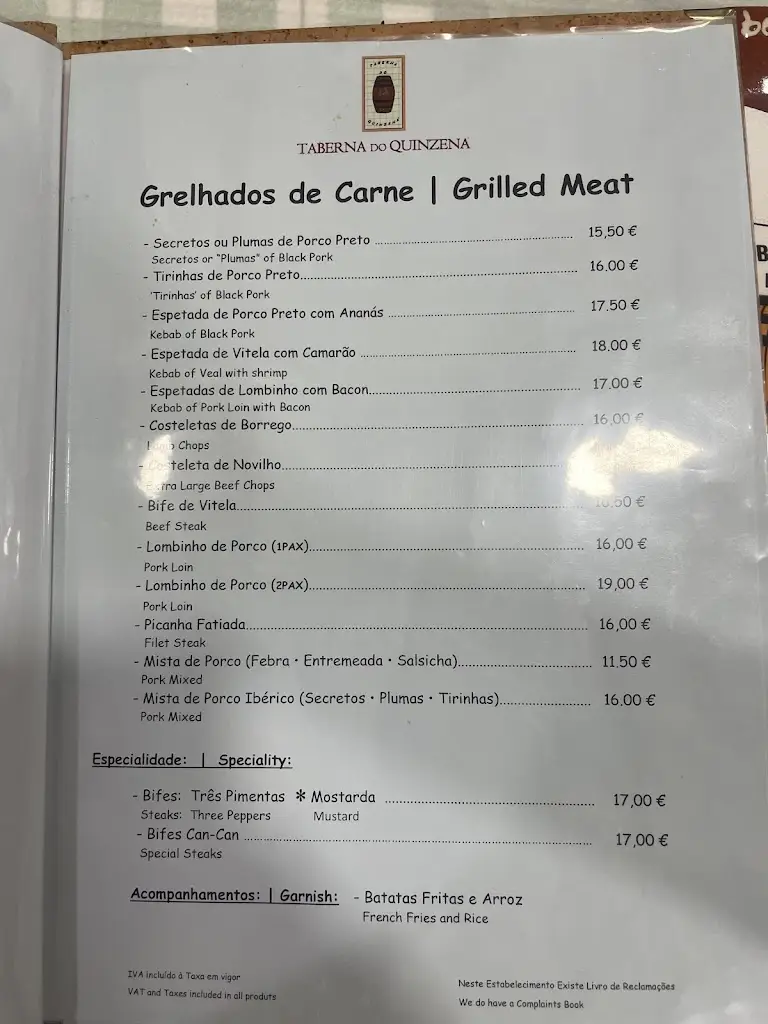 TABERNA
DO
QUINZENA
TABERNA DO QUINZENA
Grelhados de Carne | Grilled Meat
- Secretos ou Plumas de Porco Preto ........ 15,50 €
Secretos or "Plumas" of Black Pork
- Tirinhas de Porco Preto........ 16.00 €
'Tirinhas' of Black Pork
- Espetada de Porco Preto com Ananás ........ 17.50 €
Kebab of Black Pork
- Espetada de Vitela com Camarão ........ 18,00 €
Kebab of Veal with shrimp
- Espetadas de Lombinho com Bacon........ 17.00 €
Kebab of Pork Loin with Bacon
- Costeletas de Borrego........ 16,00 €
Chops
- Costeleta de Novilho........
Extra Large Beef Chops
- Bife de Vitela........
Beef Steak
- Lombinho de Porco (1PAX)........ 16,00 €
Pork Loin
- Lombinho de Porco (2PAX)........ 19,00 €
Pork Loin
- Picanha Fatiada........ 16,00 €
Filet Steak
- Mista de Porco (Febra • Entremeada • Salsicha)........ 11.50 €
Pork Mixed
- Mista de Porco Ibérico (Secretos • Plumas • Tirinhas)........ 16.00 €
Pork Mixed
Especialidade: | Speciality:
- Bifes: Três Pimentas * Mostarda ........ 17,00 €
Steaks: Three Peppers Mustard
- Bifes Can-Can ........ 17,00 €
Special Steaks
Acompanhamentos: | Garnish: - Batatas Fritas e Arroz
French Fries and Rice
IVA incluído à Taxa em vigor
VAT and Taxes included in all produts
Neste Estabelecimento Existe Livro de Reclamações
We do have a Complaints Book